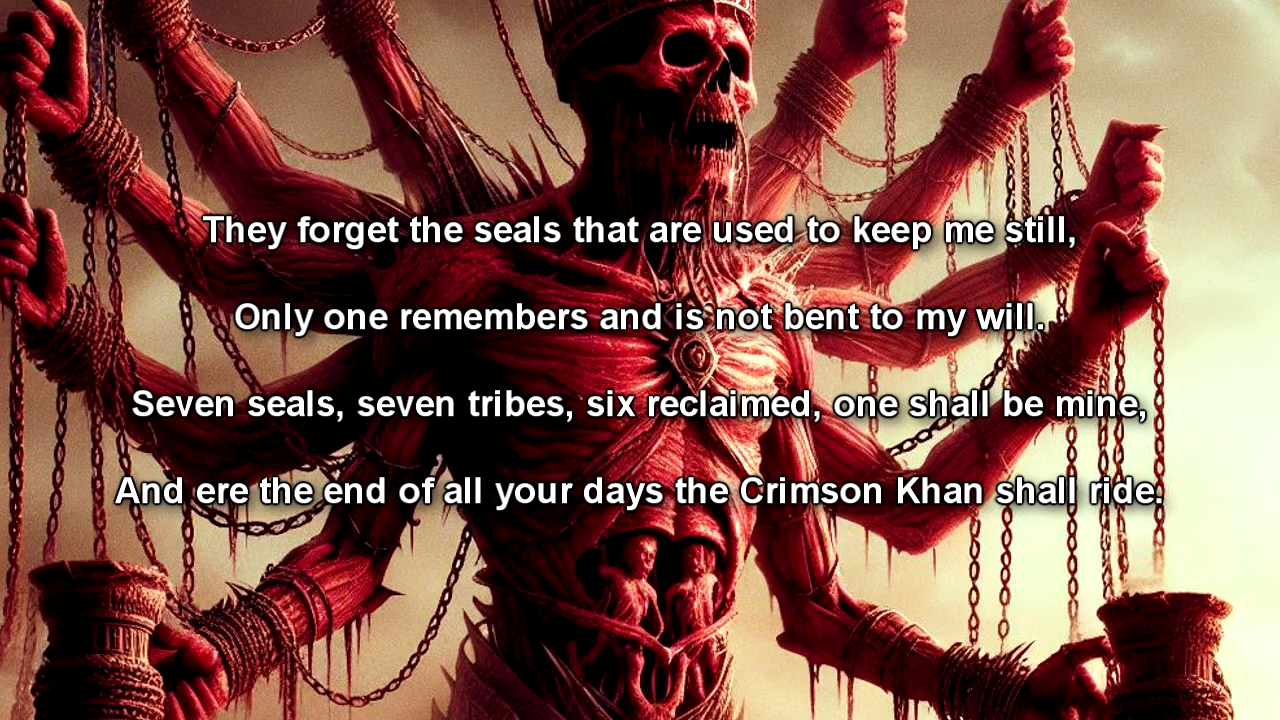 They forget the seals that are used to keep me still,
Only one remembers and is not bent to my will.
Seven seals, seven tribes, six reclaimed, one shall be mine,
And ere the end of all your days the Crimson Khan shall ride.